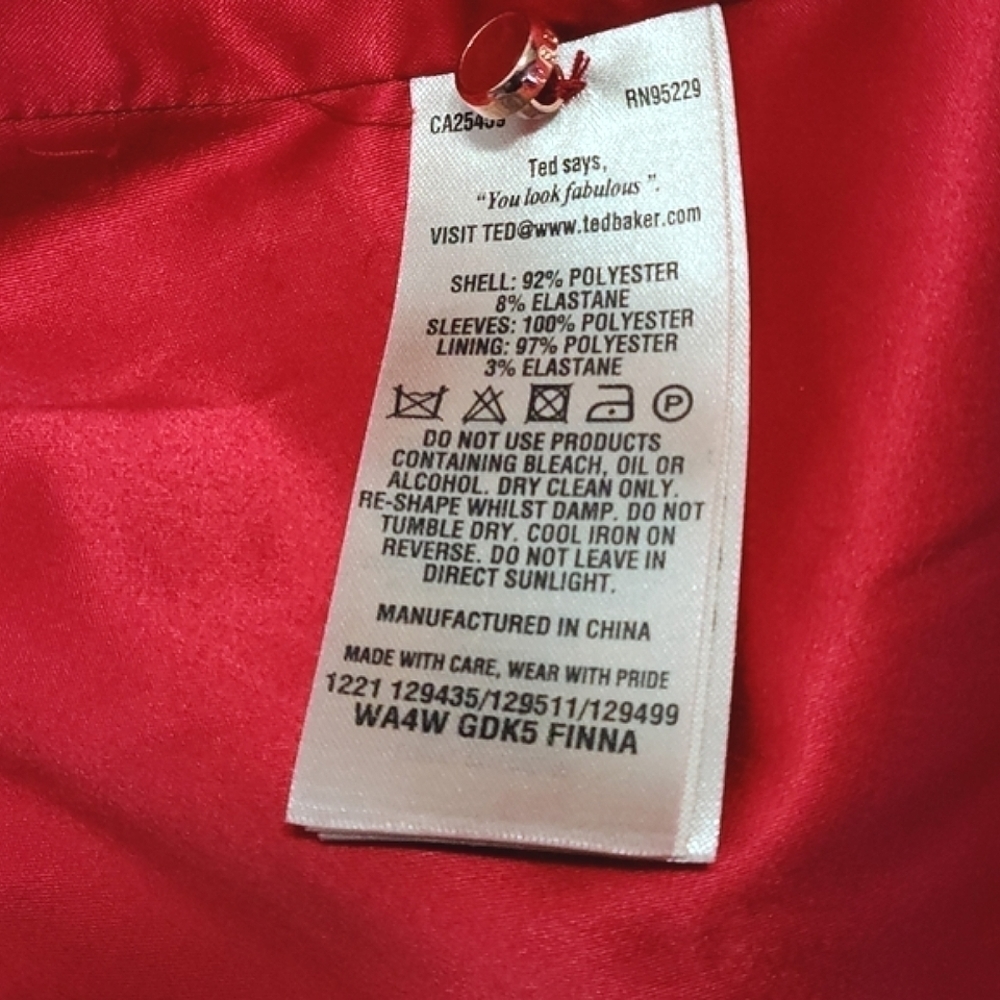 RN95229
Ted says,
“You look fabulous”.
VISIT TED@www.tedbaker.com
SHELL: 92% POLYESTER
8% ELASTANE
SLEEVES: 100% POLYESTER
LINING: 97% POLYESTER
3% ELASTANE
P
DO NOT USE PRODUCTS
CONTAINING BLEACH, OIL OR
ALCOHOL. DRY CLEAN ONLY.
RE-SHAPE WHILST DAMP. DO NOT
TUMBLE DRY. COOL IRON ON
REVERSE. DO NOT LEAVE IN
DIRECT SUNLIGHT.
MANUFACTURED IN CHINA
MADE WITH CARE, WEAR WITH PRIDE
1221 129435/129511/129499
WA4W GDK5 FINNA